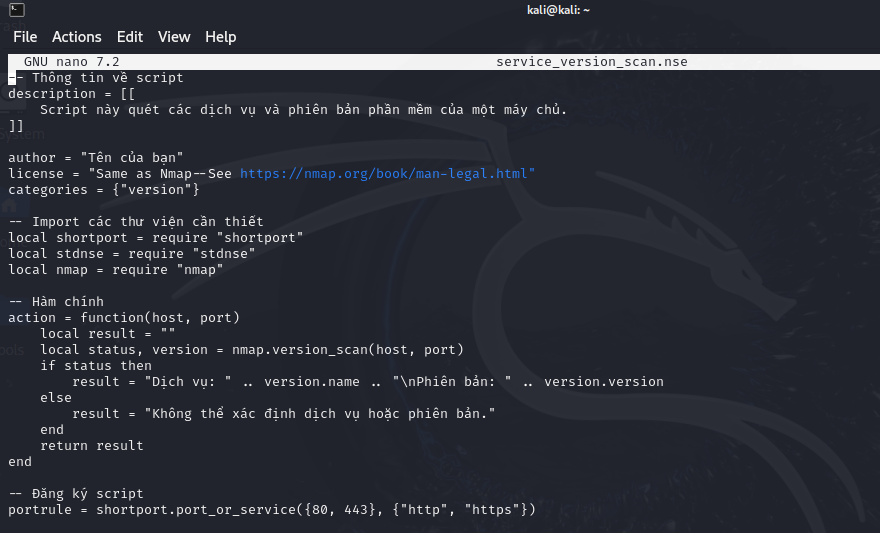 kali@kali: ~
File Actions Edit View Help
GNU nano 7.2 service_version_scan.nse
-- Thông tin về script
description = [[
    Script này quét các dịch vụ và phiên bản phần mềm của một máy chủ.
]]
author = "Tên của bạn"
license = "Same as Nmap--See https://nmap.org/book/man-legal.html"
categories = {"version"}
-- Import các thư viện cần thiết
local shortport = require "shortport"
local stdnse = require "stdnse"
local nmap = require "nmap"
-- Hàm chính
action = function(host, port)
    local result = ""
    local status, version = nmap.version_scan(host, port)
    if status then
        result = "Dịch vụ: " .. version.name .. "\nPhiên bản: " .. version.version
    else
        result = "Không thể xác định dịch vụ hoặc phiên bản."
    end
    return result
end
-- Đăng ký script
portrule = shortport.port_or_service({80, 443}, {"http", "https"})